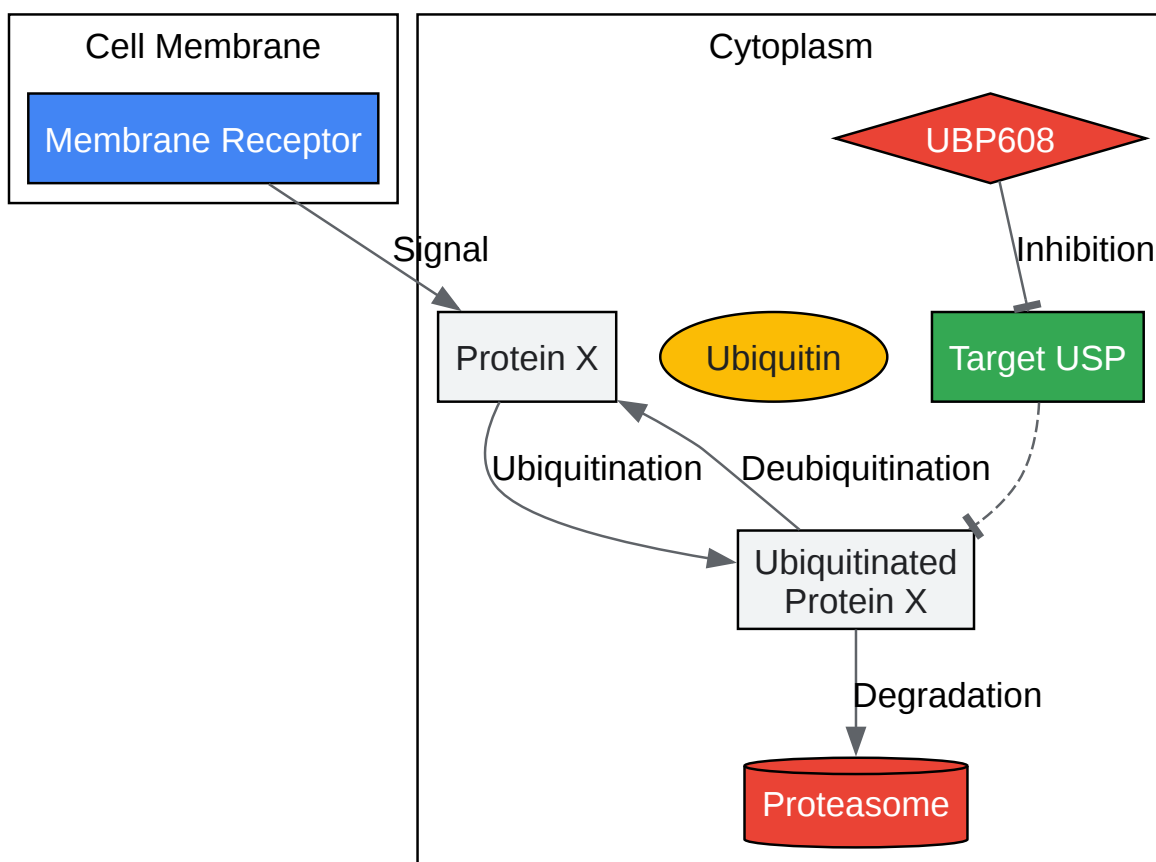 Cell Membrane
Cytoplasm
Membrane Receptor
UBP608
Signal
Inhibition
Protein X
Ubiquitin
Target USP
Ubiquitination
Deubiquitination
Ubiquitinated
Protein X
Degradation
Proteasome